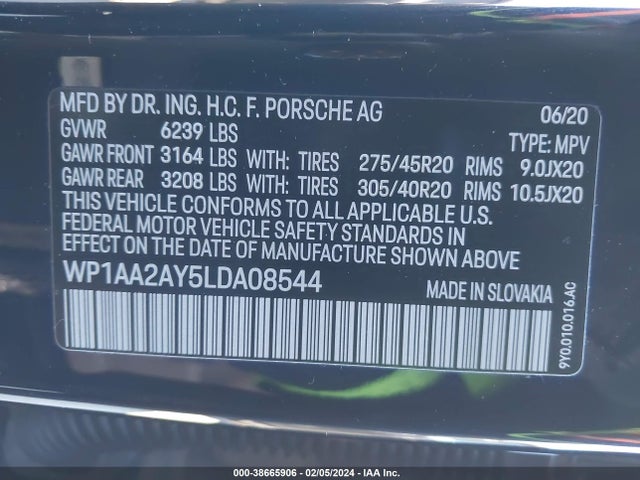 MFD BY DR. ING. H.C. F. PORSCHE AG 06/20
GVWR 6239 LBS TYPE: MPV
GAWR FRONT 3164 LBS WITH: TIRES 275/45R20 RIMS 9.0JX20
GAWR REAR 3208 LBS WITH: TIRES 305/40R20 RIMS 10.5JX20
THIS VEHICLE CONFORMS TO ALL APPLICABLE U.S.
FEDERAL MOTOR VEHICLE SAFETY STANDARDS IN
EFFECT ON THE DATE OF MANUFACTURE SHOWN ABOVE
WP1AA2AY5LDA08544 MADE IN SLOVAKIA
9Y0.010.016.AC
000-38665906 - 02/05/2024 - IAA Inc.